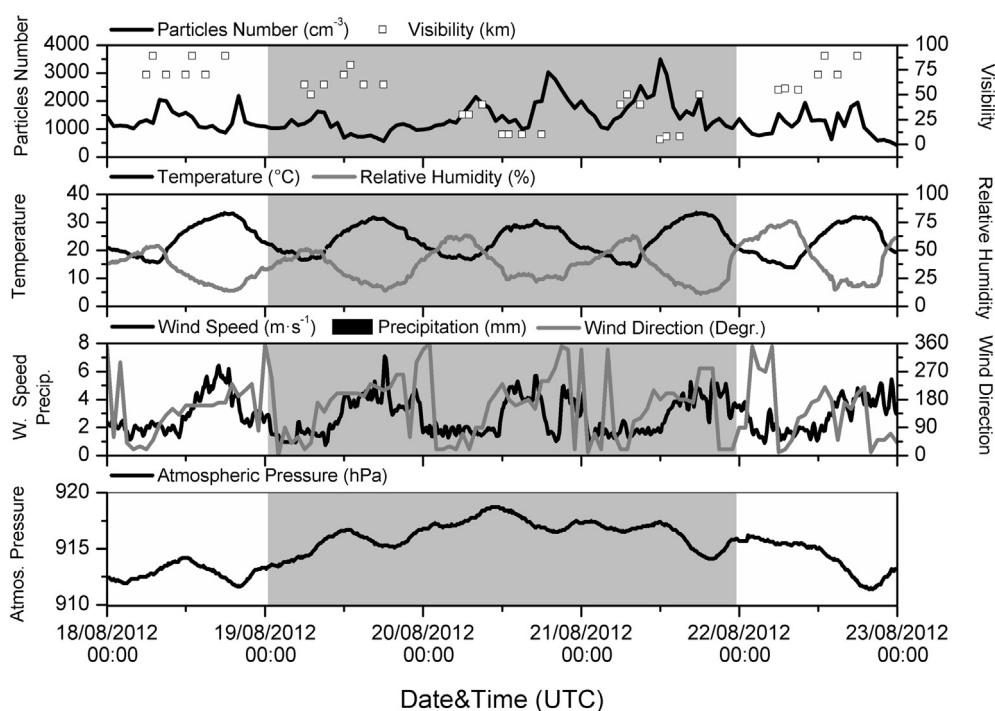 Particles Number (cm⁻³) Visibility (km)
Particles Number
4000
3000
2000
1000
0
100
75
50
25
0
Visibility
Temperature (°C) Relative Humidity (%)
Temperature
40
30
20
10
0
100
75
50
25
0
Relative Humidity
Wind Speed (m·s⁻¹) Precipitation (mm) Wind Direction (Degr.)
W. Speed
Precip.
8
6
4
2
0
360
270
180
90
0
Wind Direction
Atmospheric Pressure (hPa)
Atmos. Pressure
920
915
910
18/08/2012 19/08/2012 20/08/2012 21/08/2012 22/08/2012 23/08/2012
00:00 00:00 00:00 00:00 00:00 00:00
Date&Time (UTC)